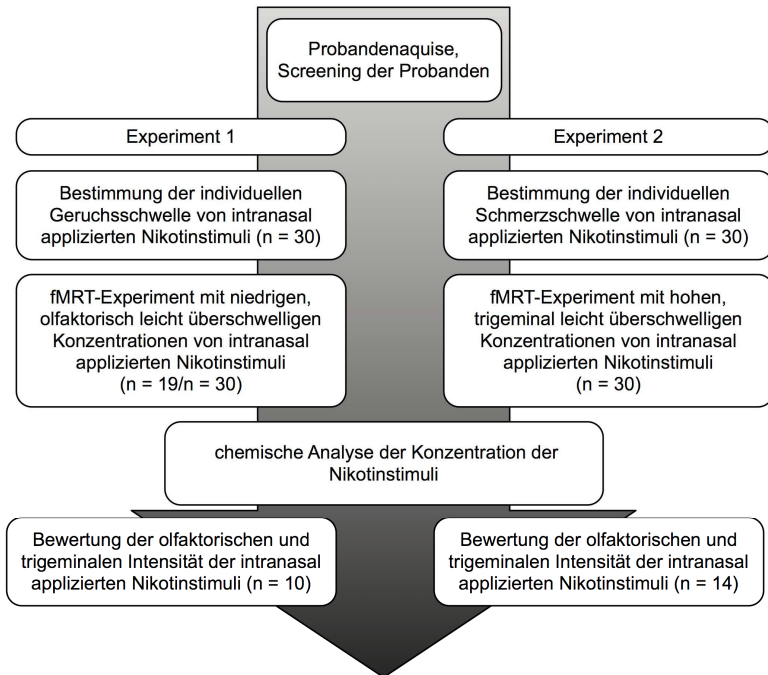 Probandenaquise,
Screening der Probanden
Experiment 1
Experiment 2
Bestimmung der individuellen
Geruchsschwelle von intranasal
applizierten Nikotinstimuli (n = 30)
Bestimmung der individuellen
Schmerzschwelle von intranasal
applizierten Nikotinstimuli (n = 30)
fMRT-Experiment mit niedrigen,
olfaktorisch leicht überschwelligen
Konzentrationen von intranasal
applizierten Nikotinstimuli
(n = 19/n = 30)
fMRT-Experiment mit hohen,
trigeminal leicht überschwelligen
Konzentrationen von intranasal
applizierten Nikotinstimuli
(n = 30)
chemische Analyse der Konzentration der
Nikotinstimuli
Bewertung der olfaktorischen und
trigeminalen Intensität der intranasal
applizierten Nikotinstimuli (n = 10)
Bewertung der olfaktorischen und
trigeminalen Intensität der intranasal
applizierten Nikotinstimuli (n = 14)